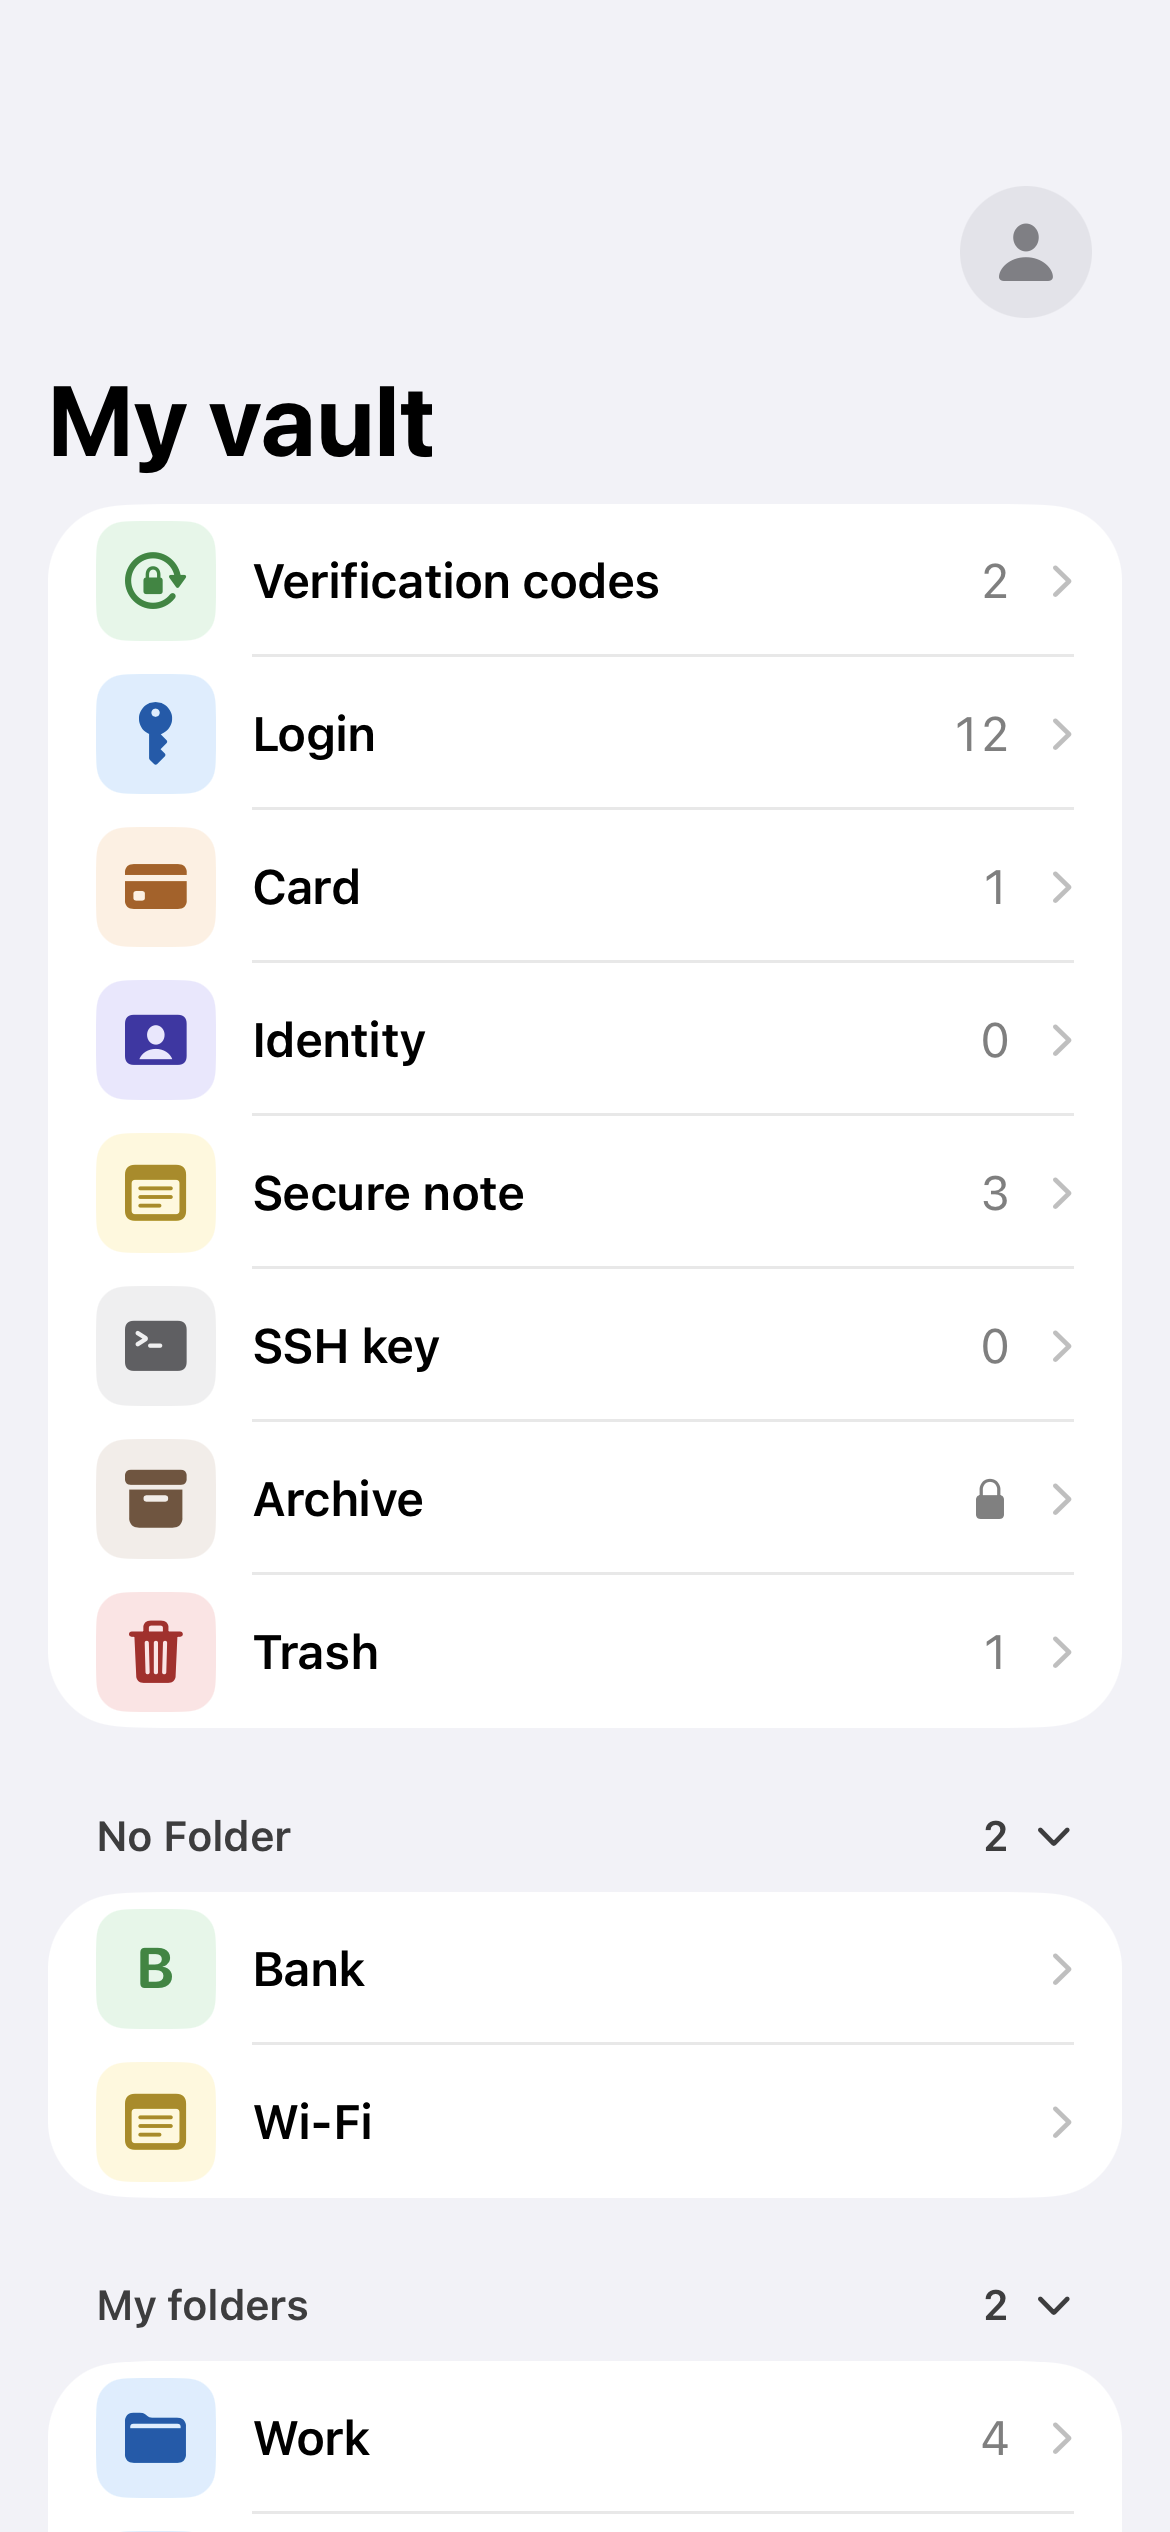 My vault
Verification codes 2
Login 12
Card 1
Identity 0
Secure note 3
SSH key 0
Archive
Trash 1
No Folder 2
B Bank
Wi-Fi
My folders 2
Work 4